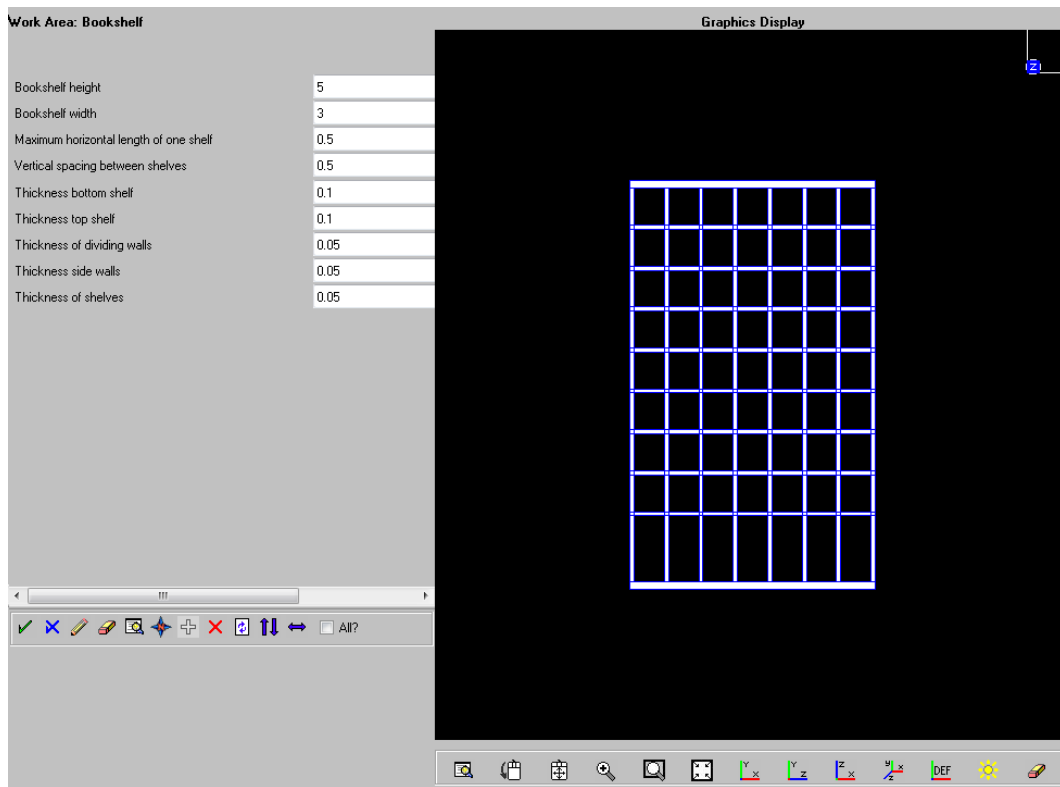 Work Area: Bookshelf
Graphics Display
Z
Bookshelf height 5
Bookshelf width 3
Maximum horizontal length of one shelf 0.5
Vertical spacing between shelves 0.5
Thickness bottom shelf 0.1
Thickness top shelf 0.1
Thickness of dividing walls 0.05
Thickness side walls 0.05
Thickness of shelves 0.05
All?
Y x Y z Z x y x z DEF